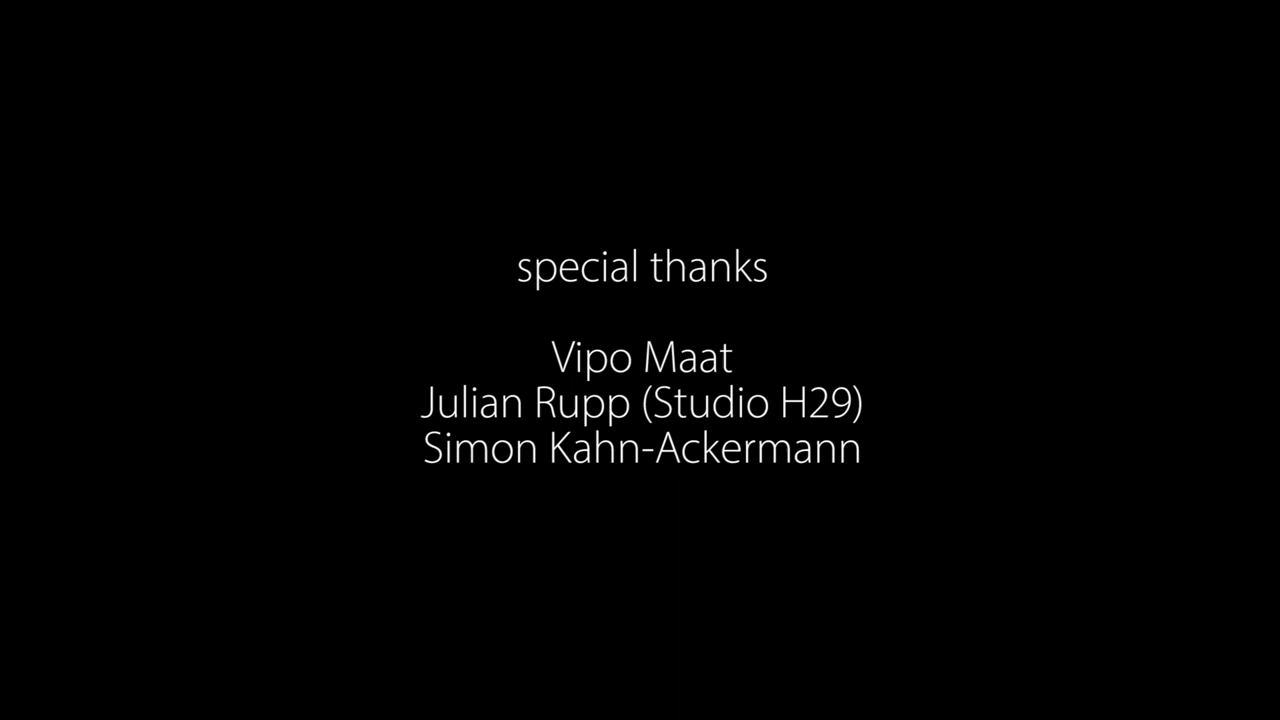 special thanks
Vipo Maat
Julian Rupp (Studio H29)
Simon Kahn-Ackermann